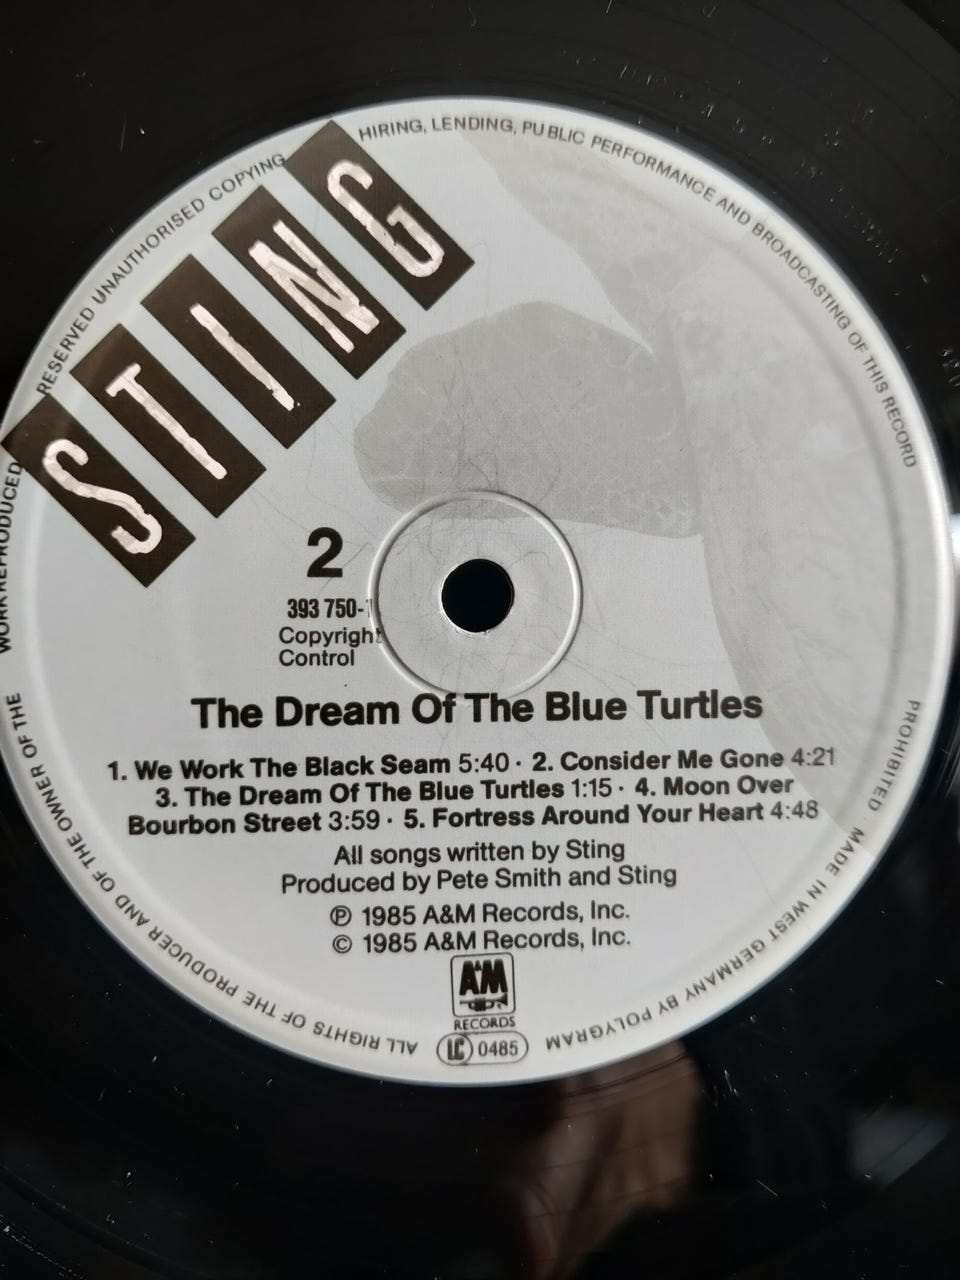 STING
2
393 750-1
Copyright
Control
The Dream Of The Blue Turtles
1. We Work The Black Seam 5:40 · 2. Consider Me Gone 4:21
3. The Dream Of The Blue Turtles 1:15 · 4. Moon Over
Bourbon Street 3:59 · 5. Fortress Around Your Heart 4:48
All songs written by Sting
Produced by Pete Smith and Sting
℗ 1985 A&M Records, Inc.
© 1985 A&M Records, Inc.
A&M
RECORDS
LC 0485
ALL RIGHTS OF THE PRODUCER AND OF THE OWNER OF THE WORK REPRODUCED RESERVED UNAUTHORISED COPYING HIRING, LENDING, PUBLIC PERFORMANCE AND BROADCASTING OF THIS RECORD PROHIBITED . MADE IN WEST GERMANY BY POLYGRAM